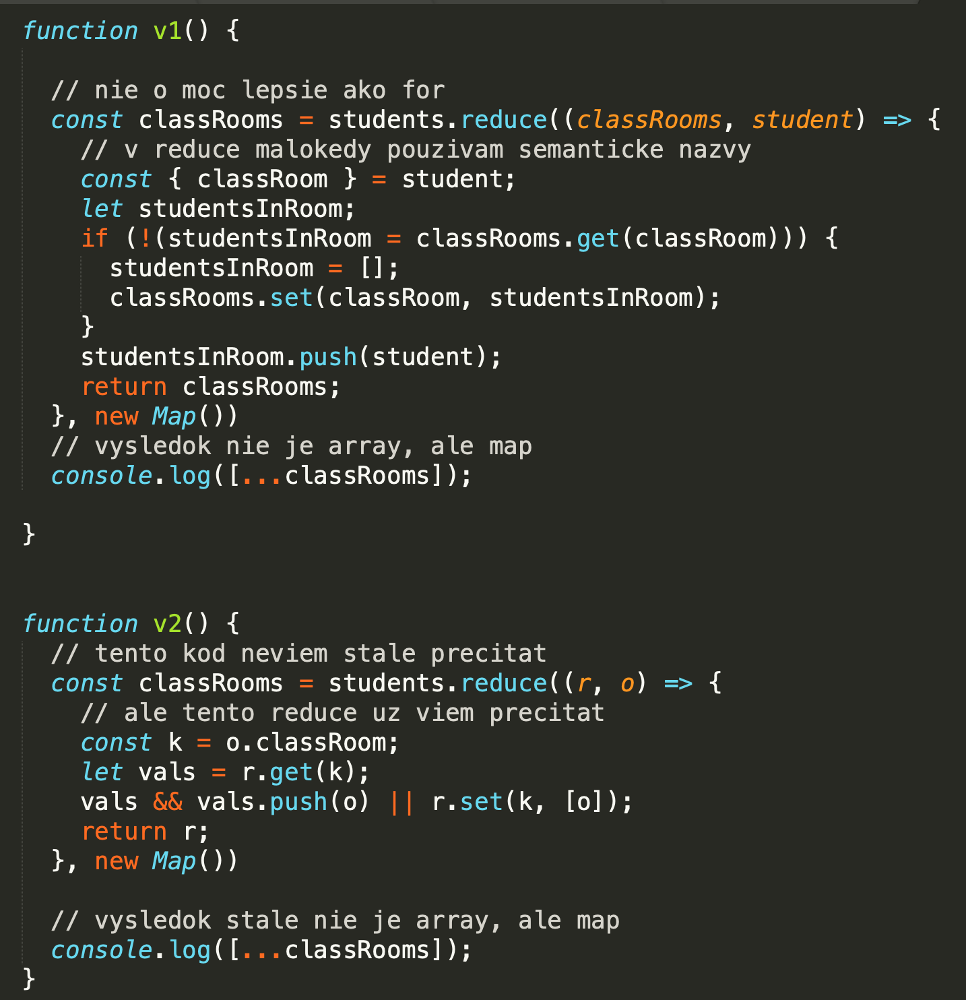 function v1() {
// nie o moc lepsie ako for
const classRooms = students.reduce((classRooms, student) => {
// v reduce malokedy pouzivam semanticke nazvy
const { classRoom } = student;
let studentsInRoom;
if (!(studentsInRoom = classRooms.get(classRoom))) {
studentsInRoom = [];
classRooms.set(classRoom, studentsInRoom);
}
studentsInRoom.push(student);
return classRooms;
}, new Map())
// vysledok nie je array, ale map
console.log([...classRooms]);
}
function v2() {
// tento kod neviem stale precitat
const classRooms = students.reduce((r, o) => {
// ale tento reduce uz viem precitat
const k = o.classRoom;
let vals = r.get(k);
vals && vals.push(o) || r.set(k, [o]);
return r;
}, new Map())
// vysledok stale nie je array, ale map
console.log([...classRooms]);
}